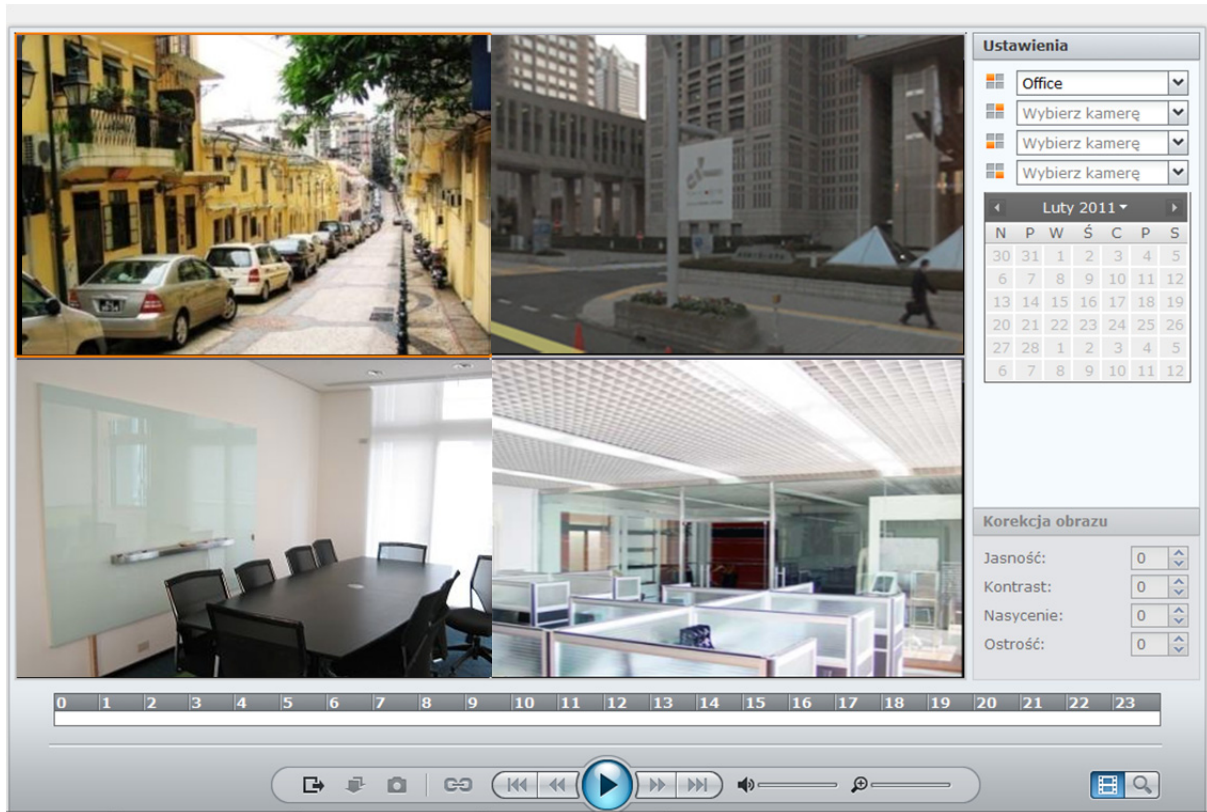 Ustawienia
Office
Wybierz kamerę
Wybierz kamerę
Wybierz kamerę
Luty 2011
N P W Ś C P S
30 31 1 2 3 4 5
6 7 8 9 10 11 12
13 14 15 16 17 18 19
20 21 22 23 24 25 26
27 28 1 2 3 4 5
6 7 8 9 10 11 12
Korekcja obrazu
Jasność: 0
Kontrast: 0
Nasycenie: 0
Ostrość: 0
0 1 2 3 4 5 6 7 8 9 10 11 12 13 14 15 16 17 18 19 20 21 22 23